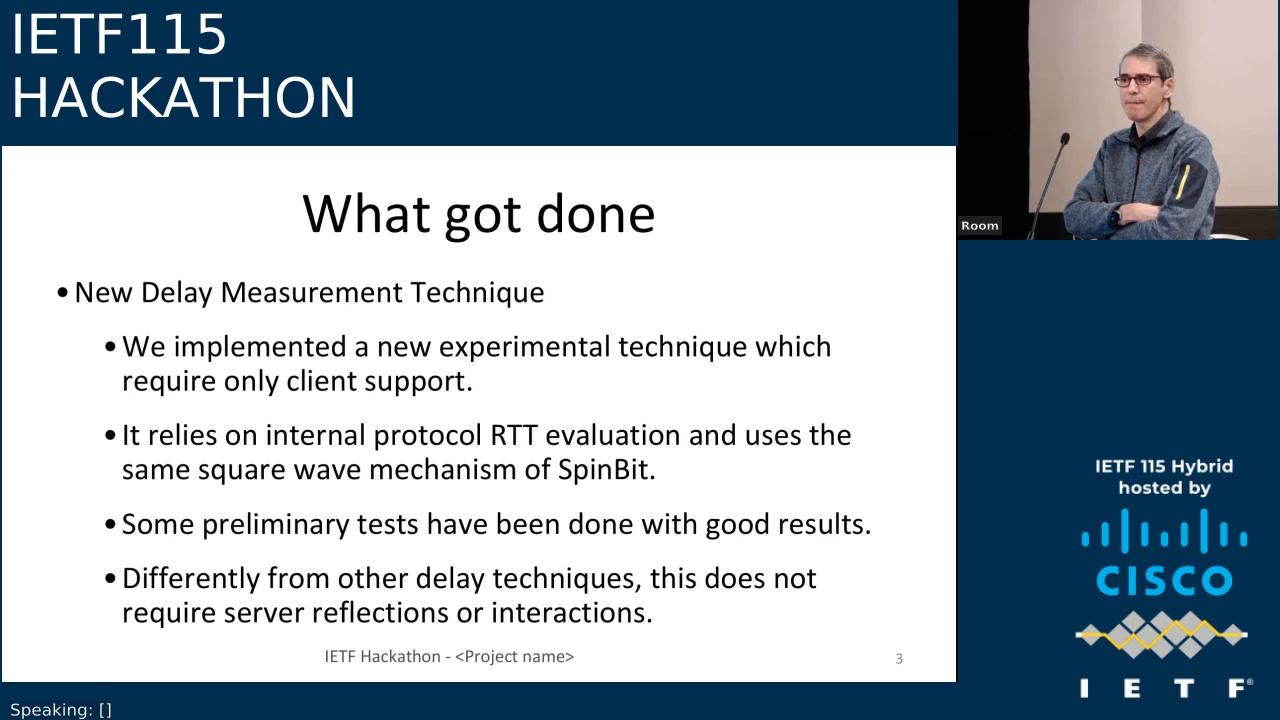 IETF115
HACKATHON
Room
What got done
• New Delay Measurement Technique
• We implemented a new experimental technique which
require only client support.
• It relies on internal protocol RTT evaluation and uses the
same square wave mechanism of SpinBit.
• Some preliminary tests have been done with good results.
• Differently from other delay techniques, this does not
require server reflections or interactions.
IETF Hackathon - <Project name>
3
IETF 115 Hybrid
hosted by
CISCO
I E T F®
Speaking: []